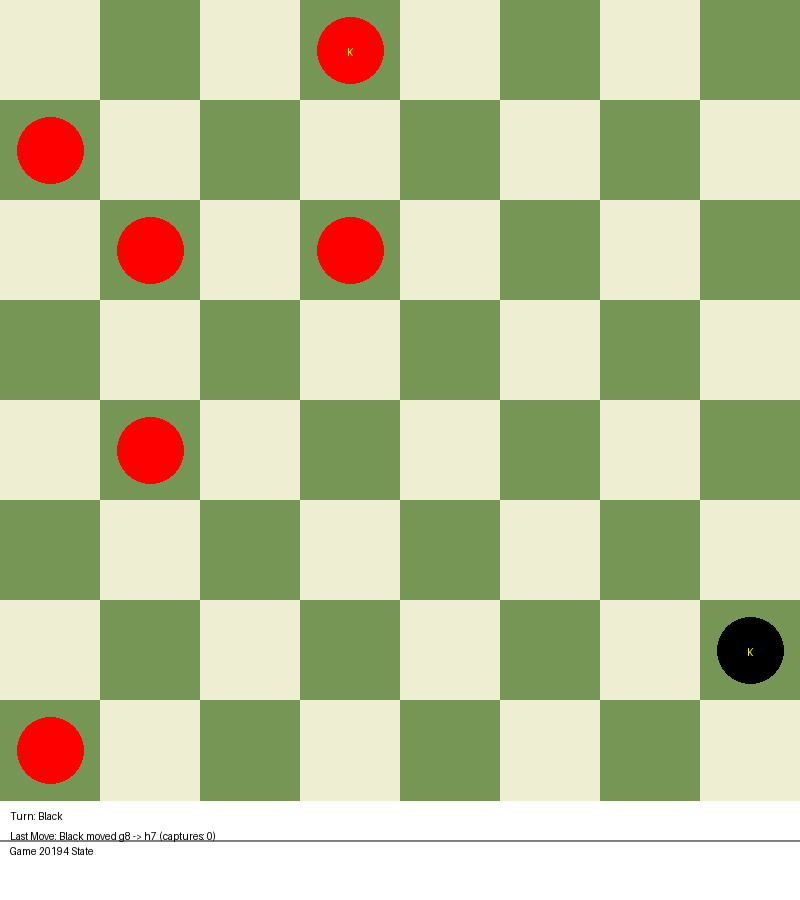 K
K
Turn: Black
Last Move: Black moved g8 -> h7 (captures: 0)
Game 20194 State